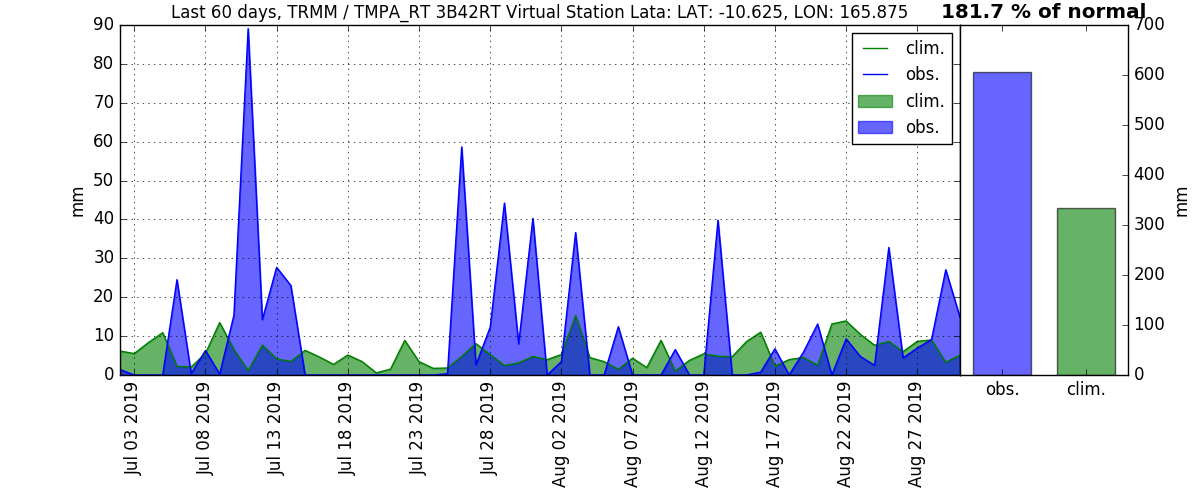 Last 60 days, TRMM / TMPA_RT 3B42RT Virtual Station Lata: LAT: -10.625, LON: 165.875
181.7 % of normal
mm
90
80
70
60
50
40
30
20
10
0
clim.
obs.
clim.
obs.
Jul 03 2019
Jul 08 2019
Jul 13 2019
Jul 18 2019
Jul 23 2019
Jul 28 2019
Aug 02 2019
Aug 07 2019
Aug 12 2019
Aug 17 2019
Aug 22 2019
Aug 27 2019
obs.
clim.
700
600
500
400
300
200
100
0
mm